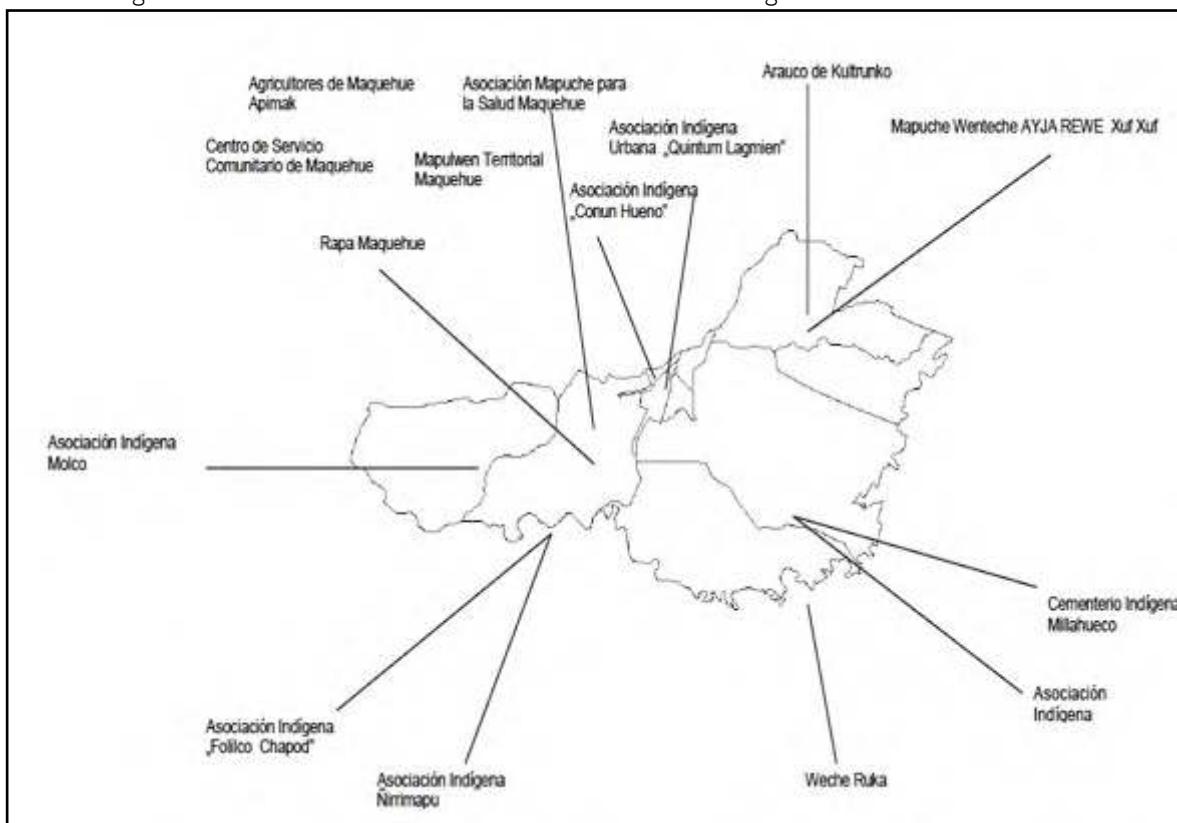 Agricultores de Maquehue
Apimak
Asociación Mapuche para
la Salud Maquehue
Arauco de Kultrunko
Asociación Indígena
Urbana „Quintum Lagmien"
Mapuche Wenteche AYJA REWE Xuf Xuf
Centro de Servicio
Comunitario de Maquehue
Mapulwen Territorial
Maquehue
Asociación Indígena
„Conun Hueno"
Rapa Maquehue
Asociación Indígena
Molco
Cementerio Indígena
Millahueco
Asociación
Indígena
Asociación Indígena
„Folilco Chapod"
Asociación Indígena
Ñirrimapu
Weche Ruka